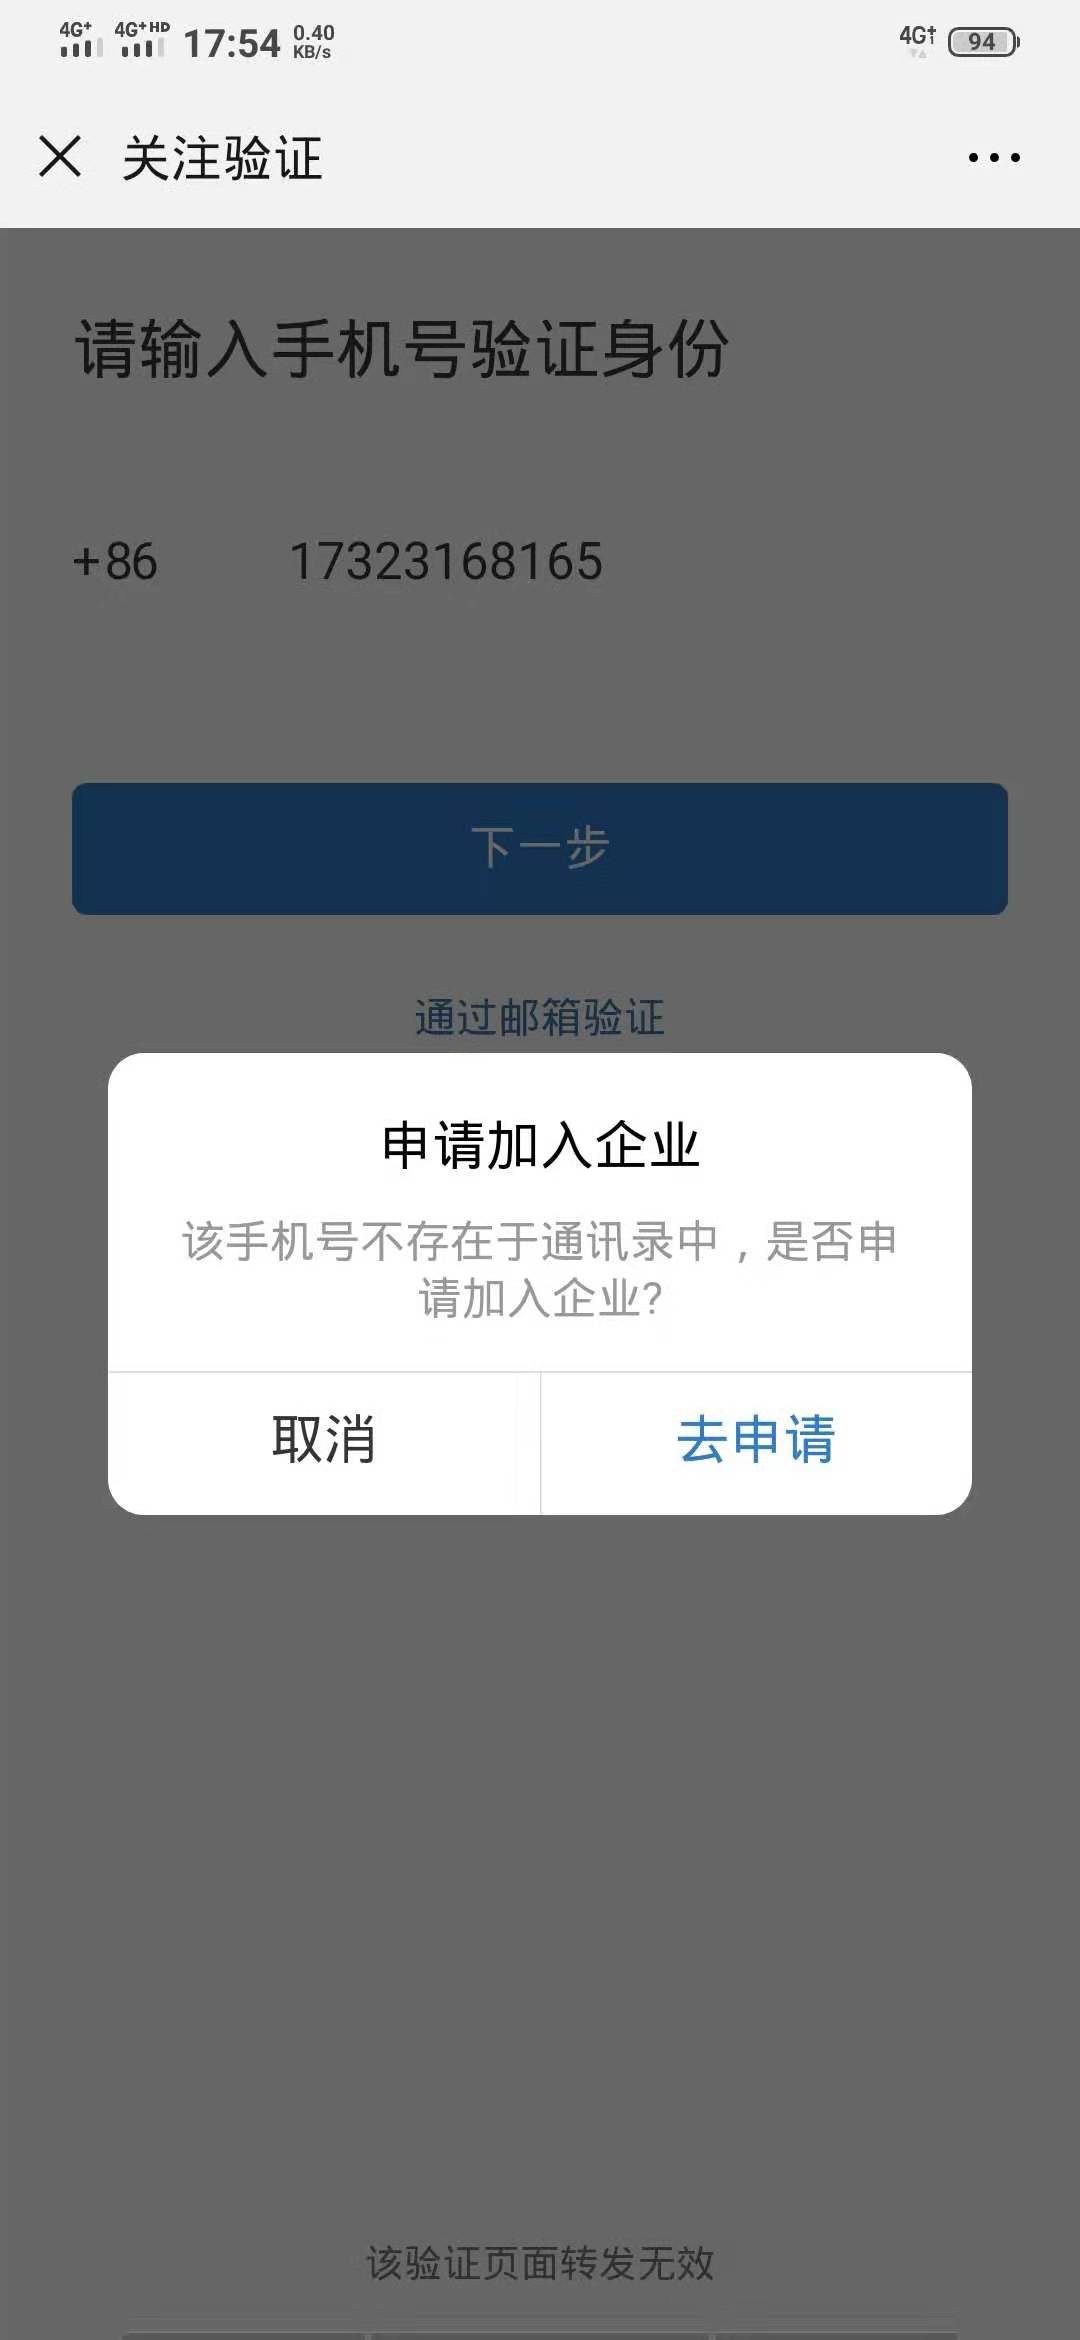 4G+ 4G+HD 17:54 0.40 KB/s 4G+ 94
关注验证
请输入手机号验证身份
+86 17323168165
下一步
通过邮箱验证
申请加入企业
该手机号不存在于通讯录中，是否申
请加入企业?
取消 去申请
该验证页面转发无效